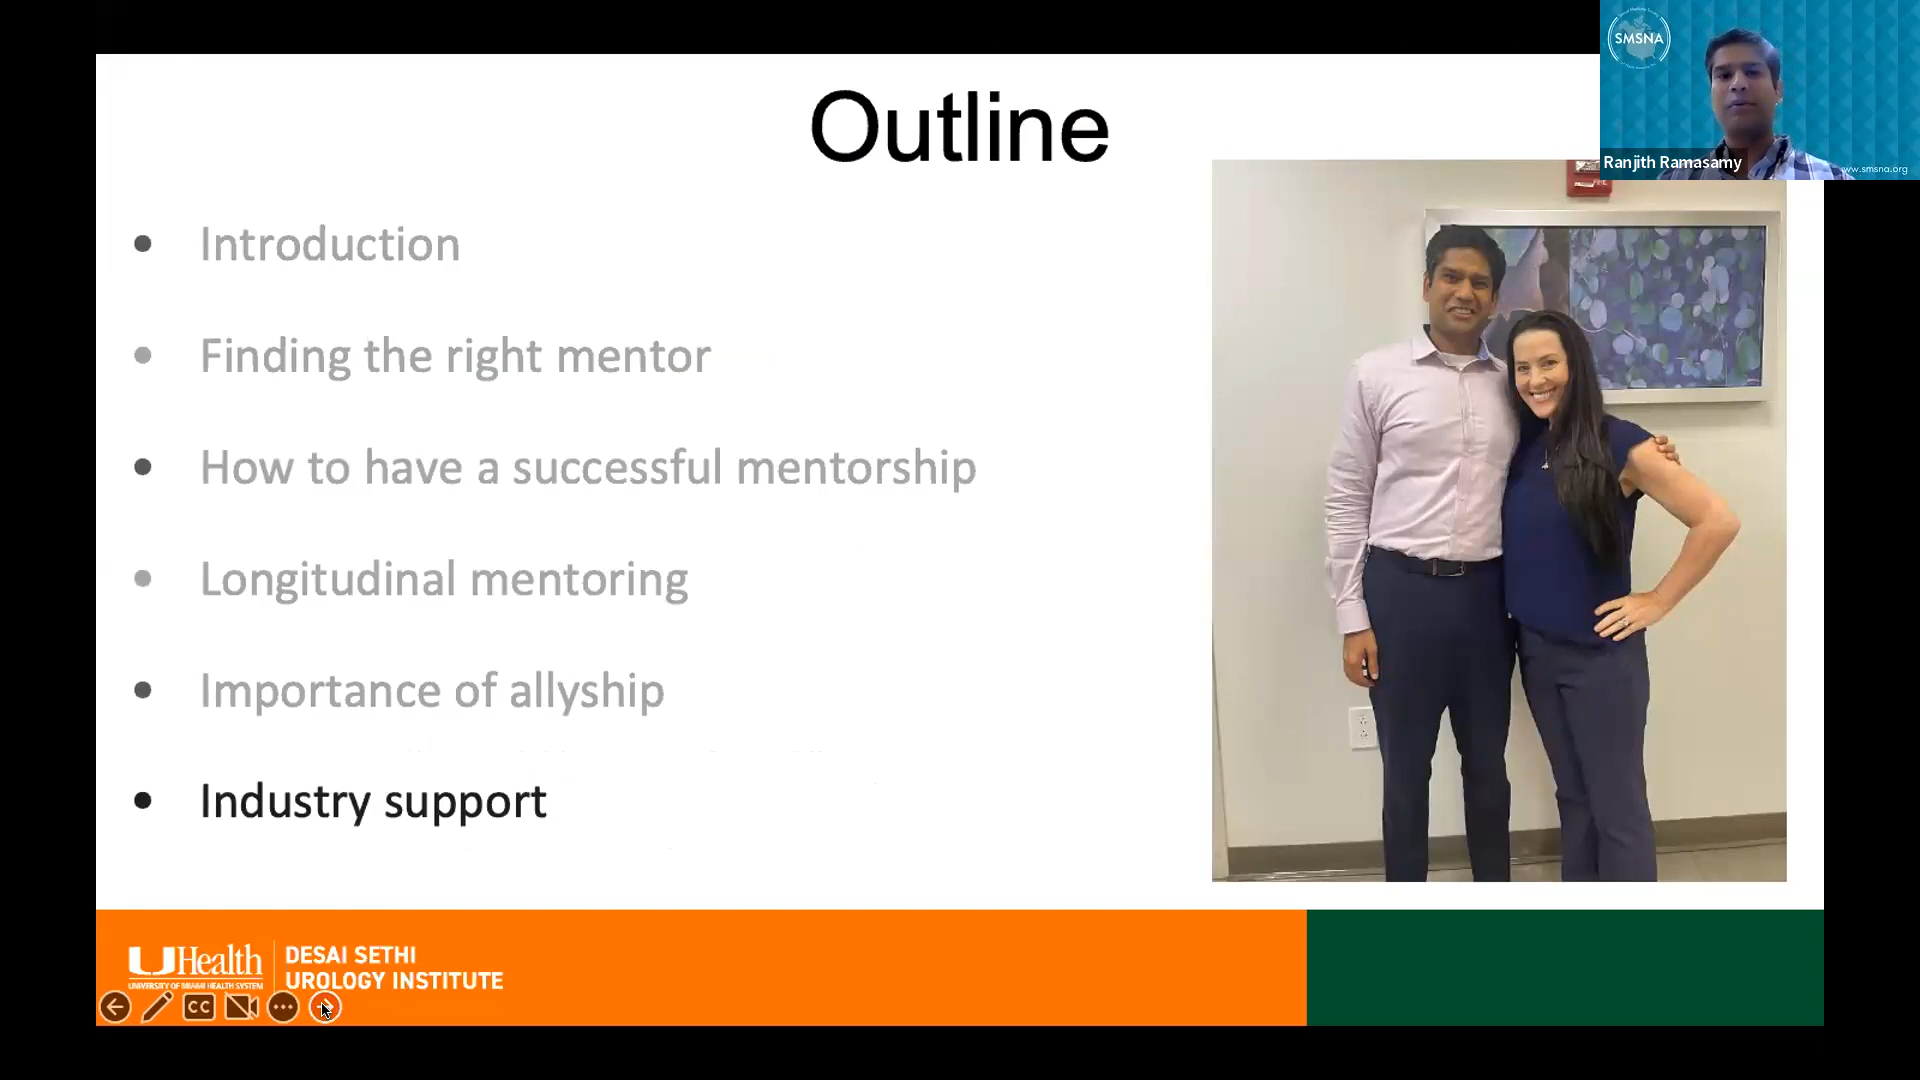 Outline
SMSNA
Ranjith Ramasamy
www.smsna.org
Introduction
Finding the right mentor
How to have a successful mentorship
Longitudinal mentoring
Importance of allyship
Industry support
UHealth
UNIVERSITY OF MIAMI HEALTH SYSTEM
DESAI SETHI
UROLOGY INSTITUTE
CC